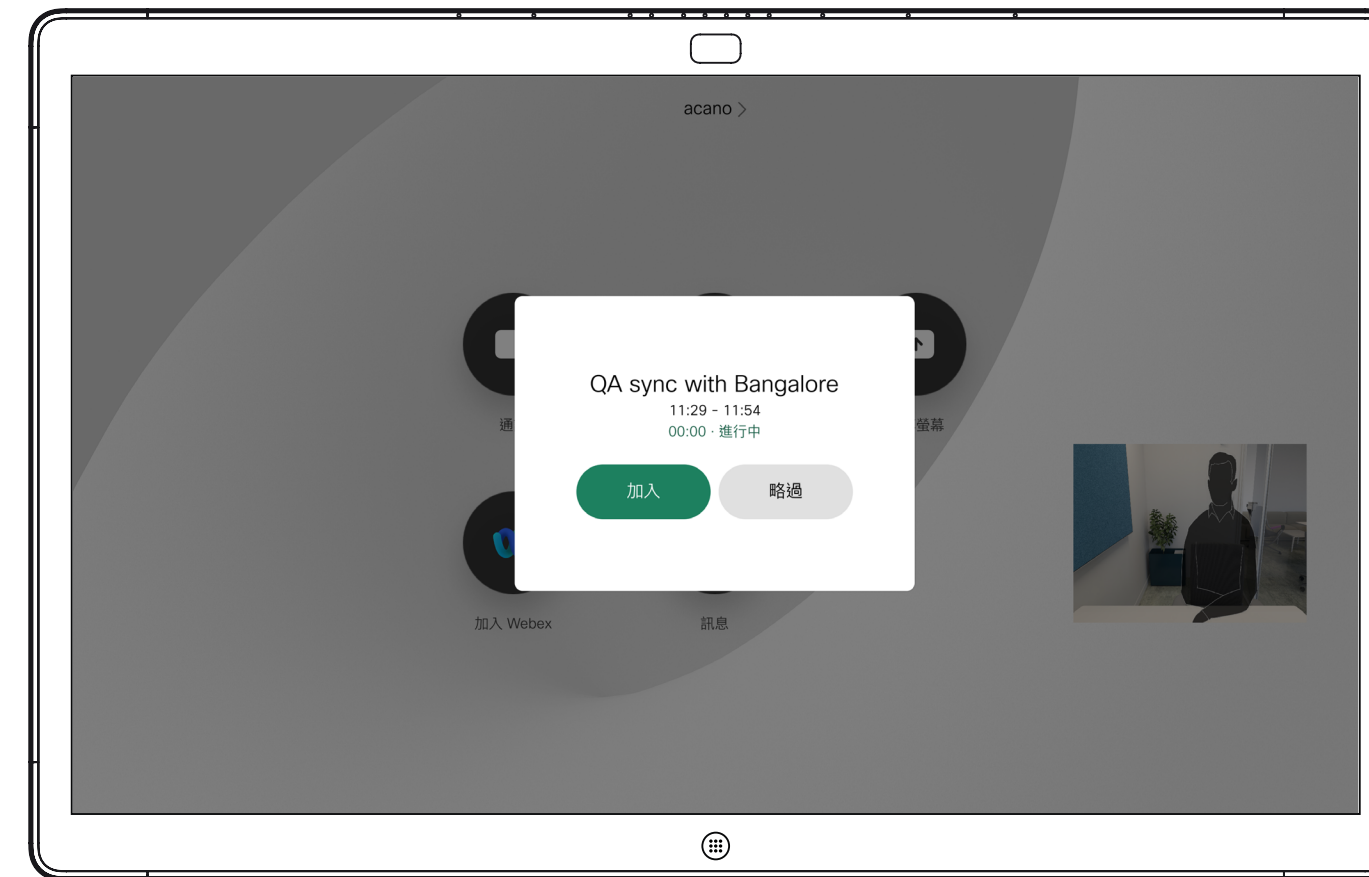 acano
QA sync with Bangalore
11:29 - 11:54
00:00 · 進行中
加入
略過
通
螢幕
加入 Webex
訊息